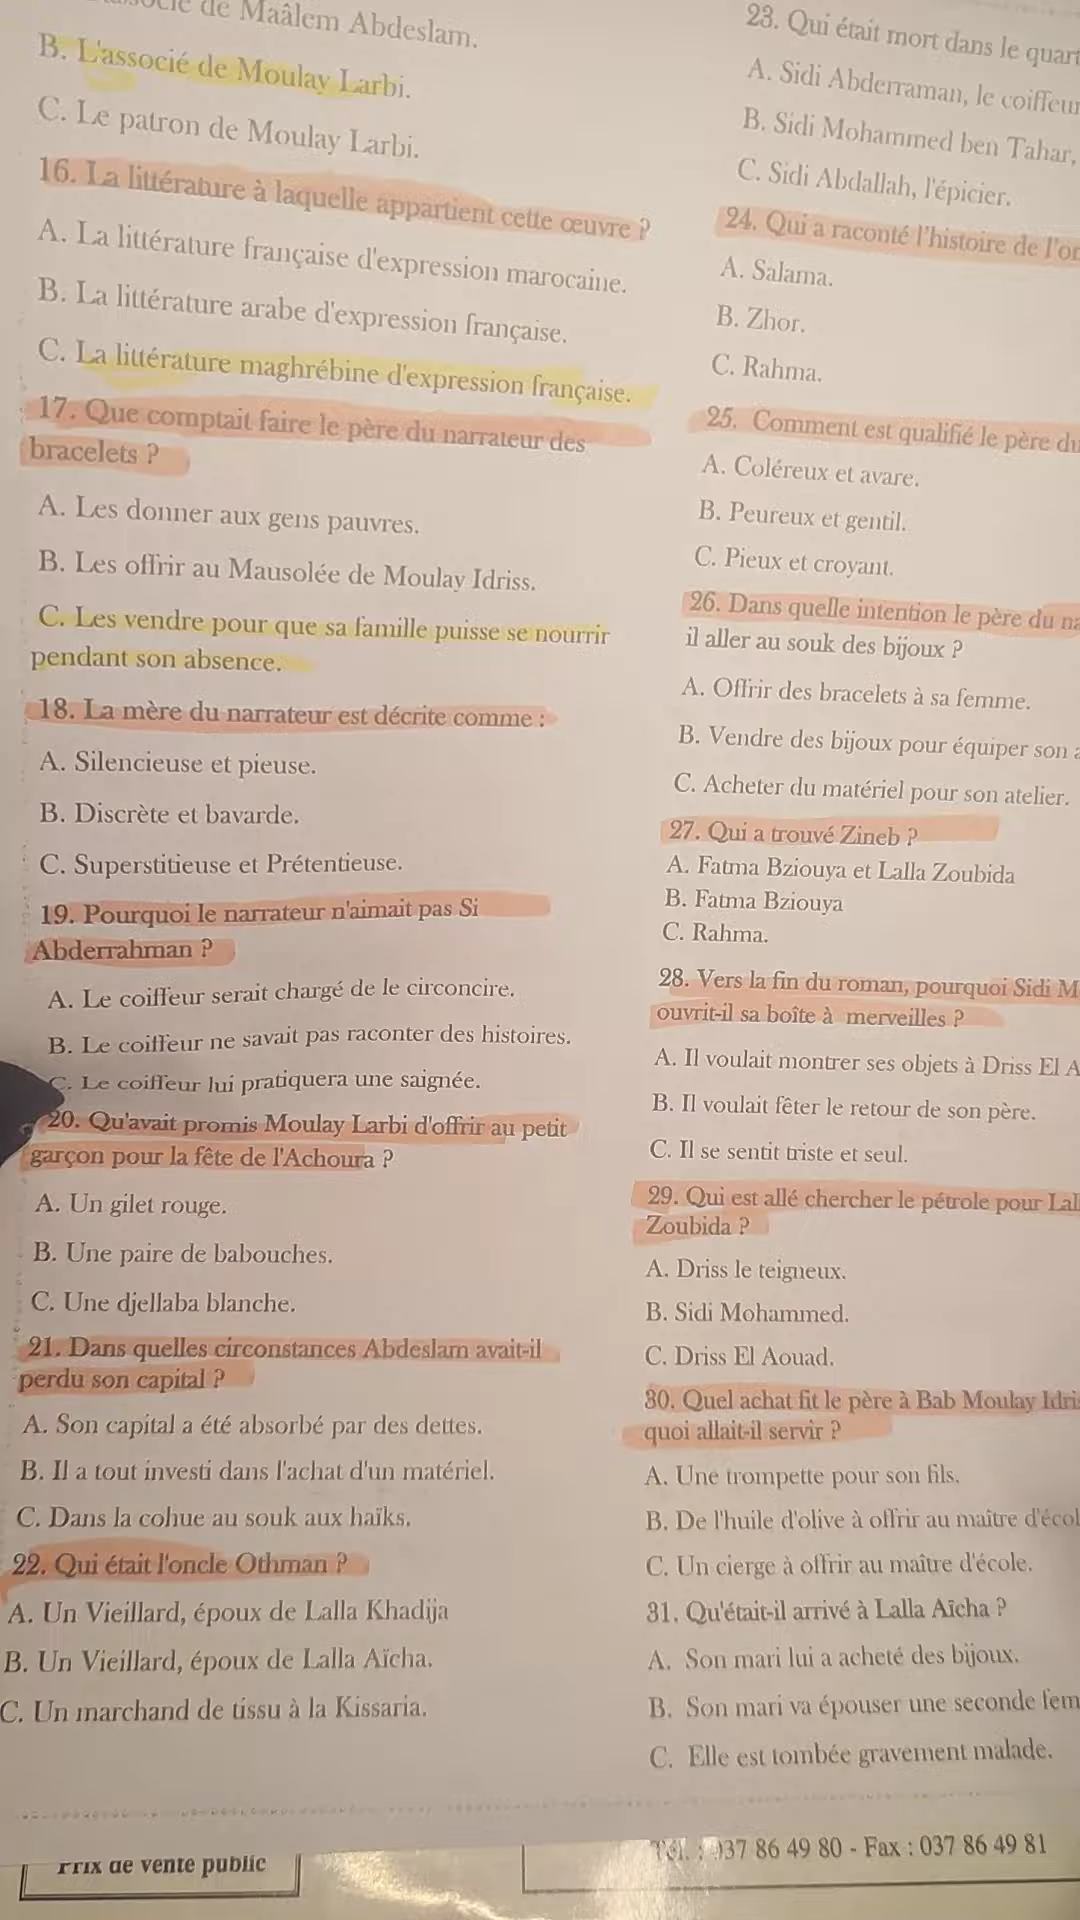 de Maâlem Abdeslam.
B. L'associé de Moulay Larbi.
C. Le patron de Moulay Larbi.
16. La littérature à laquelle appartient cette œuvre ?
A. La littérature française d'expression marocaine.
B. La littérature arabe d'expression française.
C. La littérature maghrébine d'expression française.
17. Que comptait faire le père du narrateur des
bracelets ?
A. Les donner aux gens pauvres.
B. Les offrir au Mausolée de Moulay Idriss.
C. Les vendre pour que sa famille puisse se nourrir
pendant son absence.
18. La mère du narrateur est décrite comme :
A. Silencieuse et pieuse.
B. Discrète et bavarde.
C. Superstitieuse et Prétentieuse.
19. Pourquoi le narrateur n'aimait pas Si
Abderrahman ?
A. Le coiffeur serait chargé de le circoncire.
B. Le coiffeur ne savait pas raconter des histoires.
C. Le coiffeur lui pratiquera une saignée.
20. Qu'avait promis Moulay Larbi d'offrir au petit
garçon pour la fête de l'Achoura ?
A. Un gilet rouge.
B. Une paire de babouches.
C. Une djellaba blanche.
21. Dans quelles circonstances Abdeslam avait-il
perdu son capital ?
A. Son capital a été absorbé par des dettes.
B. Il a tout investi dans l'achat d'un matériel.
C. Dans la cohue au souk aux haïks.
22. Qui était l'oncle Othman ?
A. Un Vieillard, époux de Lalla Khadija
B. Un Vieillard, époux de Lalla Aïcha.
C. Un marchand de tissu à la Kissaria.
23. Qui était mort dans le quart
A. Sidi Abderraman, le coiffeur
B. Sidi Mohammed ben Tahar,
C. Sidi Abdallah, l'épicier.
24. Qui a raconté l'histoire de l'or
A. Salama.
B. Zhor.
C. Rahma.
25. Comment est qualifié le père du
A. Coléreux et avare.
B. Peureux et gentil.
C. Pieux et croyant.
26. Dans quelle intention le père du na
il aller au souk des bijoux ?
A. Offrir des bracelets à sa femme.
B. Vendre des bijoux pour équiper son a
C. Acheter du matériel pour son atelier.
27. Qui a trouvé Zineb ?
A. Fatma Bziouya et Lalla Zoubida
B. Fatma Bziouya
C. Rahma.
28. Vers la fin du roman, pourquoi Sidi M
ouvrit-il sa boîte à merveilles ?
A. Il voulait montrer ses objets à Driss El A
B. Il voulait fêter le retour de son père.
C. Il se sentit triste et seul.
29. Qui est allé chercher le pétrole pour Lall
Zoubida ?
A. Driss le teigneux.
B. Sidi Mohammed.
C. Driss El Aouad.
30. Quel achat fit le père à Bab Moulay Idris
quoi allait-il servir ?
A. Une trompette pour son fils.
B. De l'huile d'olive à offrir au maître d'écol
C. Un cierge à offrir au maître d'école.
31. Qu'était-il arrivé à Lalla Aïcha ?
A. Son mari lui a acheté des bijoux.
B. Son mari va épouser une seconde fem
C. Elle est tombée gravement malade.
Prix de vente public
Tél. : 037 86 49 80 - Fax : 037 86 49 81